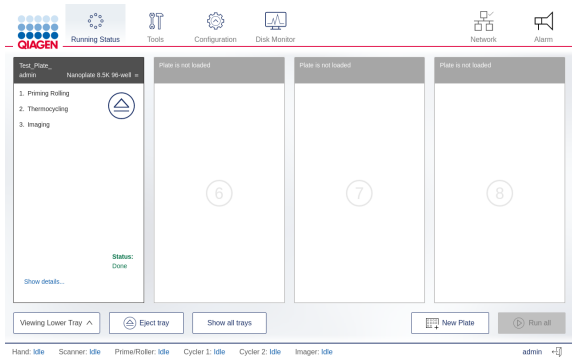 QIAGEN
Running Status
Tools
Configuration
Disk Monitor
Network
Alarm
Test_Plate_
admin Nanoplate 8.5K 96-well
Plate is not loaded
Plate is not loaded
Plate is not loaded
1. Priming Rolling
2. Thermocycling
3. Imaging
6
7
8
Status:
Done
Show details...
Viewing Lower Tray
Eject tray
Show all trays
New Plate
Run all
Hand: Idle Scanner: Idle Prime/Roller: Idle Cycler 1: Idle Cycler 2: Idle Imager: Idle admin